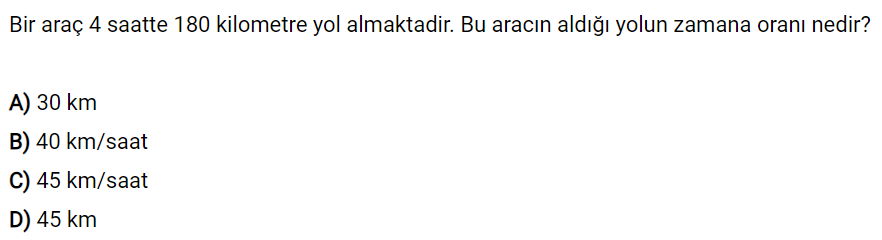 Bir araç 4 saatte 180 kilometre yol almaktadir. Bu aracın aldığı yolun zamana oranı nedir?
A) 30 km
B) 40 km/saat
C) 45 km/saat
D) 45 km